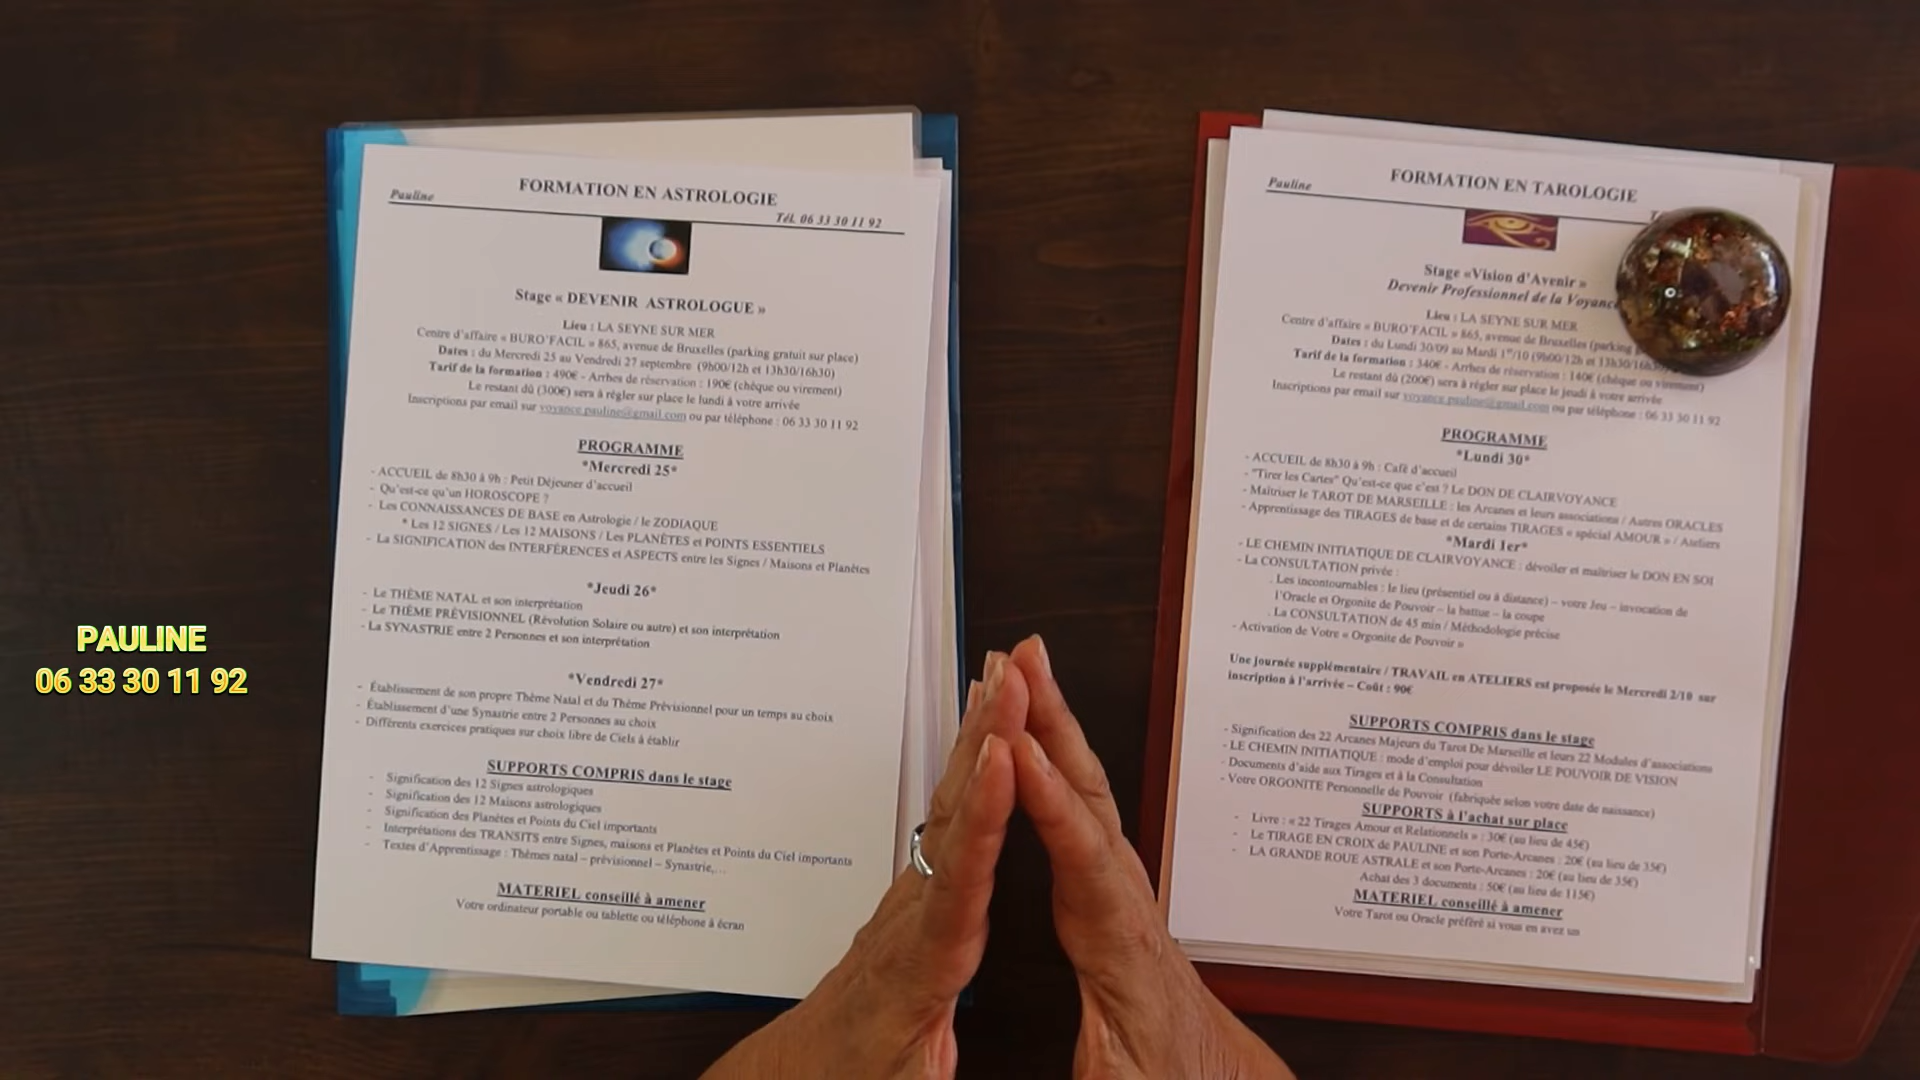 PAULINE
06 33 30 11 92
FORMATION EN ASTROLOGIE
Pauline
Tél. 06 33 30 11 92
Stage « DEVENIR ASTROLOGUE »
Lieu : LA SEYNE SUR MER
Centre d'affaire « BURO'FACIL » 865, avenue de Bruxelles (parking gratuit sur place)
Dates : du Mercredi 25 au Vendredi 27 septembre (9h00/12h et 13h30/16h30)
Tarif de la formation : 490€ - Arrhes de réservation : 190€ (chèque ou virement)
Le restant dû (300€) sera à régler sur place le lundi à votre arrivée
Inscriptions par email sur voyance.pauline@gmail.com ou par téléphone : 06 33 30 11 92
PROGRAMME
*Mercredi 25*
- ACCUEIL de 8h30 à 9h : Petit Déjeuner d'accueil
- Qu'est-ce qu'un HOROSCOPE ?
- Les CONNAISSANCES DE BASE en Astrologie / le ZODIAQUE
* Les 12 SIGNES / Les 12 MAISONS / Les PLANÈTES et POINTS ESSENTIELS
- La SIGNIFICATION des INTERFÉRENCES et ASPECTS entre les Signes / Maisons et Planètes
*Jeudi 26*
- Le THÈME NATAL et son interprétation
- Le THÈME PRÉVISIONNEL (Révolution Solaire ou autre) et son interprétation
- La SYNASTRIE entre 2 Personnes et son interprétation
*Vendredi 27*
- Établissement de son propre Thème Natal et du Thème Prévisionnel pour un temps au choix
- Établissement d'une Synastrie entre 2 Personnes au choix
- Différents exercices pratiques sur choix libre de Ciels à établir
SUPPORTS COMPRIS dans le stage
- Signification des 12 Signes astrologiques
- Signification des 12 Maisons astrologiques
- Signification des Planètes et Points du Ciel importants
- Interprétations des TRANSITS entre Signes, maisons et Planètes et Points du Ciel importants
- Textes d'Apprentissage : Thèmes natal – prévisionnel – Synastrie,…
MATERIEL conseillé à amener
Votre ordinateur portable ou tablette ou téléphone à écran
FORMATION EN TAROLOGIE
Pauline
Stage «Vision d'Avenir »
Devenir Professionnel de la Voyance
Lieu : LA SEYNE SUR MER
Centre d'affaire « BURO'FACIL » 865, avenue de Bruxelles (parking
Dates : du Lundi 30/09 au Mardi 1er/10 (9h00/12h et 13h30/16h30)
Tarif de la formation : 340€ - Arrhes de réservation : 140€ (chèque ou virement)
Le restant dû (200€) sera à régler sur place le jeudi à votre arrivée
Inscriptions par email sur voyance.pauline@gmail.com ou par téléphone : 06 33 30 11 92
PROGRAMME
*Lundi 30*
- ACCUEIL de 8h30 à 9h : Café d'accueil
- "Tirer les Cartes" Qu'est-ce que c'est ? Le DON DE CLAIRVOYANCE
- Maîtriser le TAROT DE MARSEILLE : les Arcanes et leurs associations / Autres ORACLES
- Apprentissage des TIRAGES de base et de certains TIRAGES « spécial AMOUR » / Ateliers
*Mardi 1er*
- LE CHEMIN INITIATIQUE DE CLAIRVOYANCE : dévoiler et maîtriser le DON EN SOI
- La CONSULTATION privée :
. Les incontournables : le lieu (présentiel ou à distance) – votre Jeu – invocation de
l'Oracle et Orgonite de Pouvoir – la battue – la coupe
. La CONSULTATION de 45 min / Méthodologie précise
- Activation de Votre « Orgonite de Pouvoir »
Une journée supplémentaire / TRAVAIL en ATELIERS est proposée le Mercredi 2/10 sur
inscription à l'arrivée – Coût : 90€
SUPPORTS COMPRIS dans le stage
- Signification des 22 Arcanes Majeurs du Tarot De Marseille et leurs 22 Modules d'associations
- LE CHEMIN INITIATIQUE : mode d'emploi pour dévoiler LE POUVOIR DE VISION
- Documents d'aide aux Tirages et à la Consultation
- Votre ORGONITE Personnelle de Pouvoir (fabriquée selon votre date de naissance)
SUPPORTS à l'achat sur place
- Livre : « 22 Tirages Amour et Relationnels » : 30€ (au lieu de 45€)
- Le TIRAGE EN CROIX de PAULINE et son Porte-Arcanes : 20€ (au lieu de 35€)
- LA GRANDE ROUE ASTRALE et son Porte-Arcanes : 20€ (au lieu de 35€)
Achat des 3 documents : 50€ (au lieu de 115€)
MATERIEL conseillé à amener
Votre Tarot ou Oracle préféré si vous en avez un